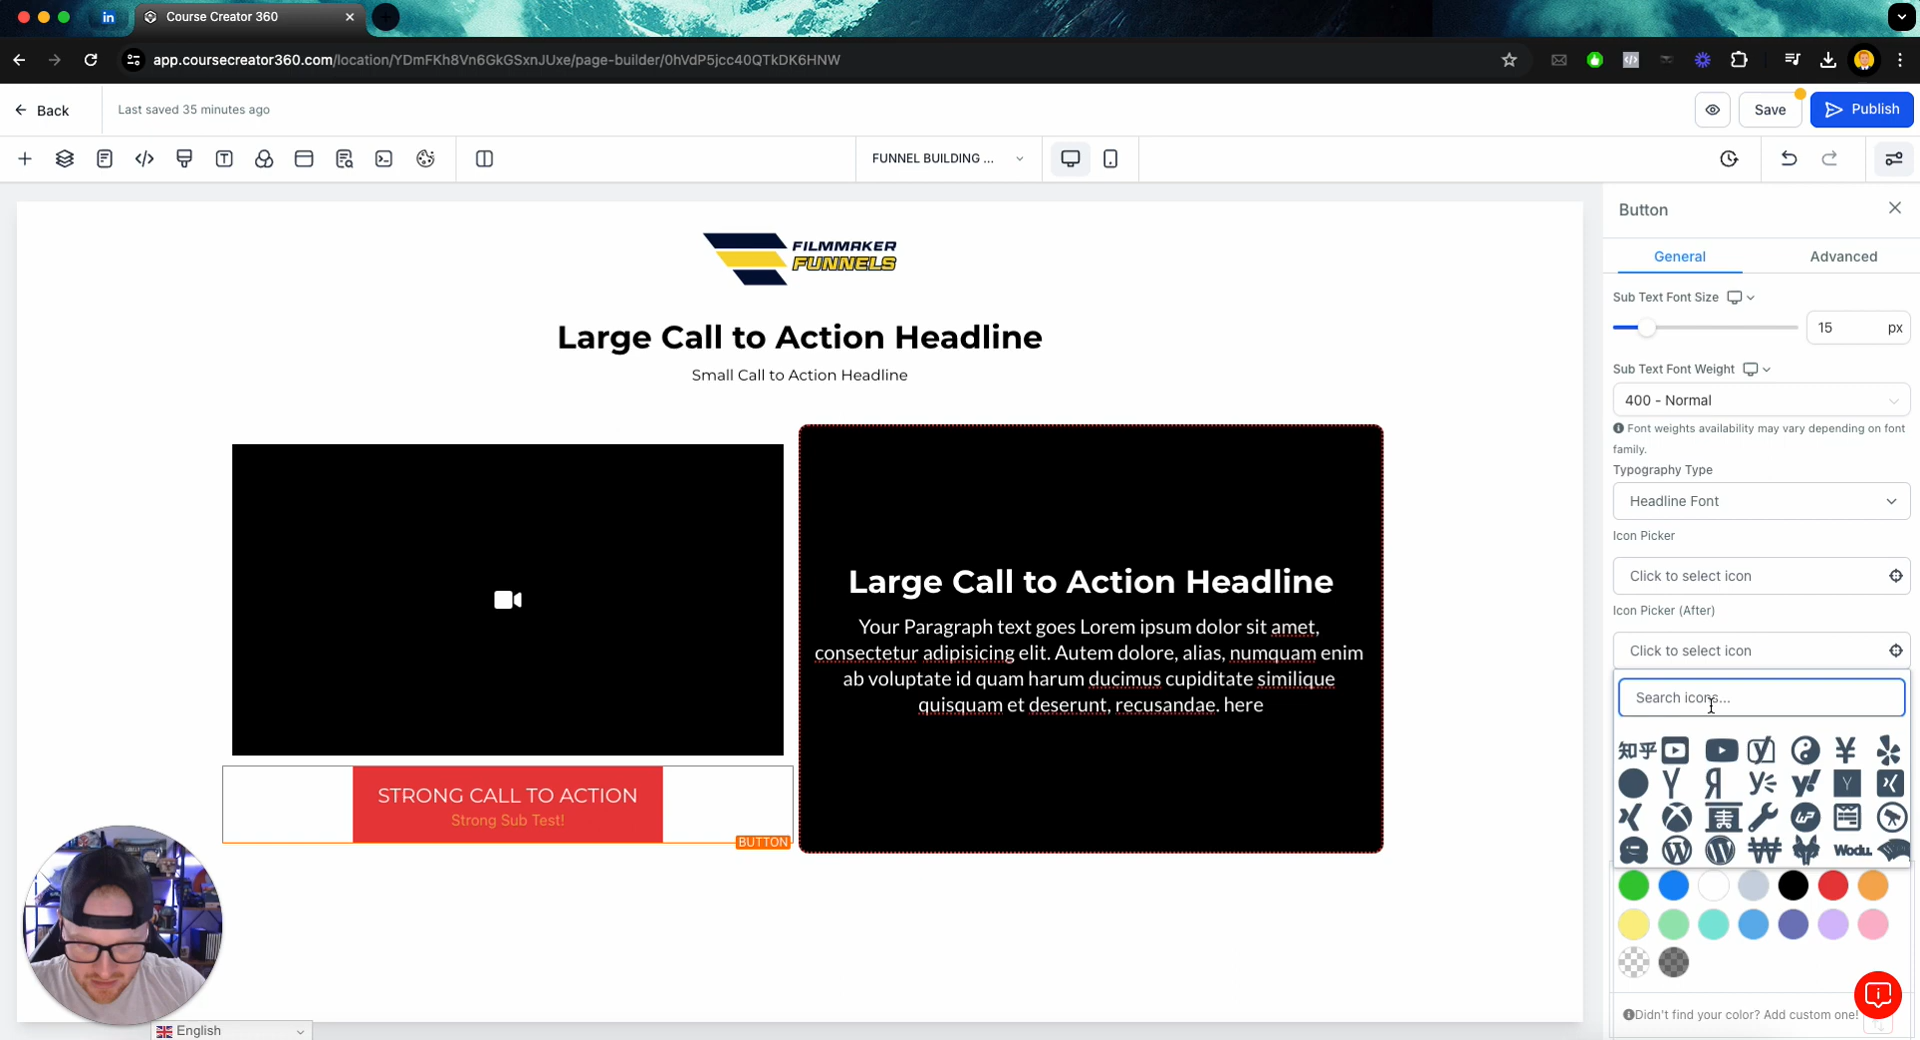 Course Creator 360
app.coursecreator360.com/location/YDmFKh8Vn6GkGSxnJUxe/page-builder/0hVdP5jcc40QTkDK6HNW
Back
Last saved 35 minutes ago
Save
Publish
FUNNEL BUILDING ...
FILMMAKER
FUNNELS
Large Call to Action Headline
Small Call to Action Headline
Large Call to Action Headline
Your Paragraph text goes Lorem ipsum dolor sit amet,
consectetur adipisicing elit. Autem dolore, alias, numquam enim
ab voluptate id quam harum ducimus cupiditate similique
quisquam et deserunt, recusandae. here
STRONG CALL TO ACTION
Strong Sub Test!
BUTTON
English
Button
General
Advanced
Sub Text Font Size
15 px
Sub Text Font Weight
400 - Normal
Font weights availability may vary depending on font
family.
Typography Type
Headline Font
Icon Picker
Click to select icon
Icon Picker (After)
Click to select icon
Search icons...
知乎
Wodu.
Didn't find your color? Add custom one!